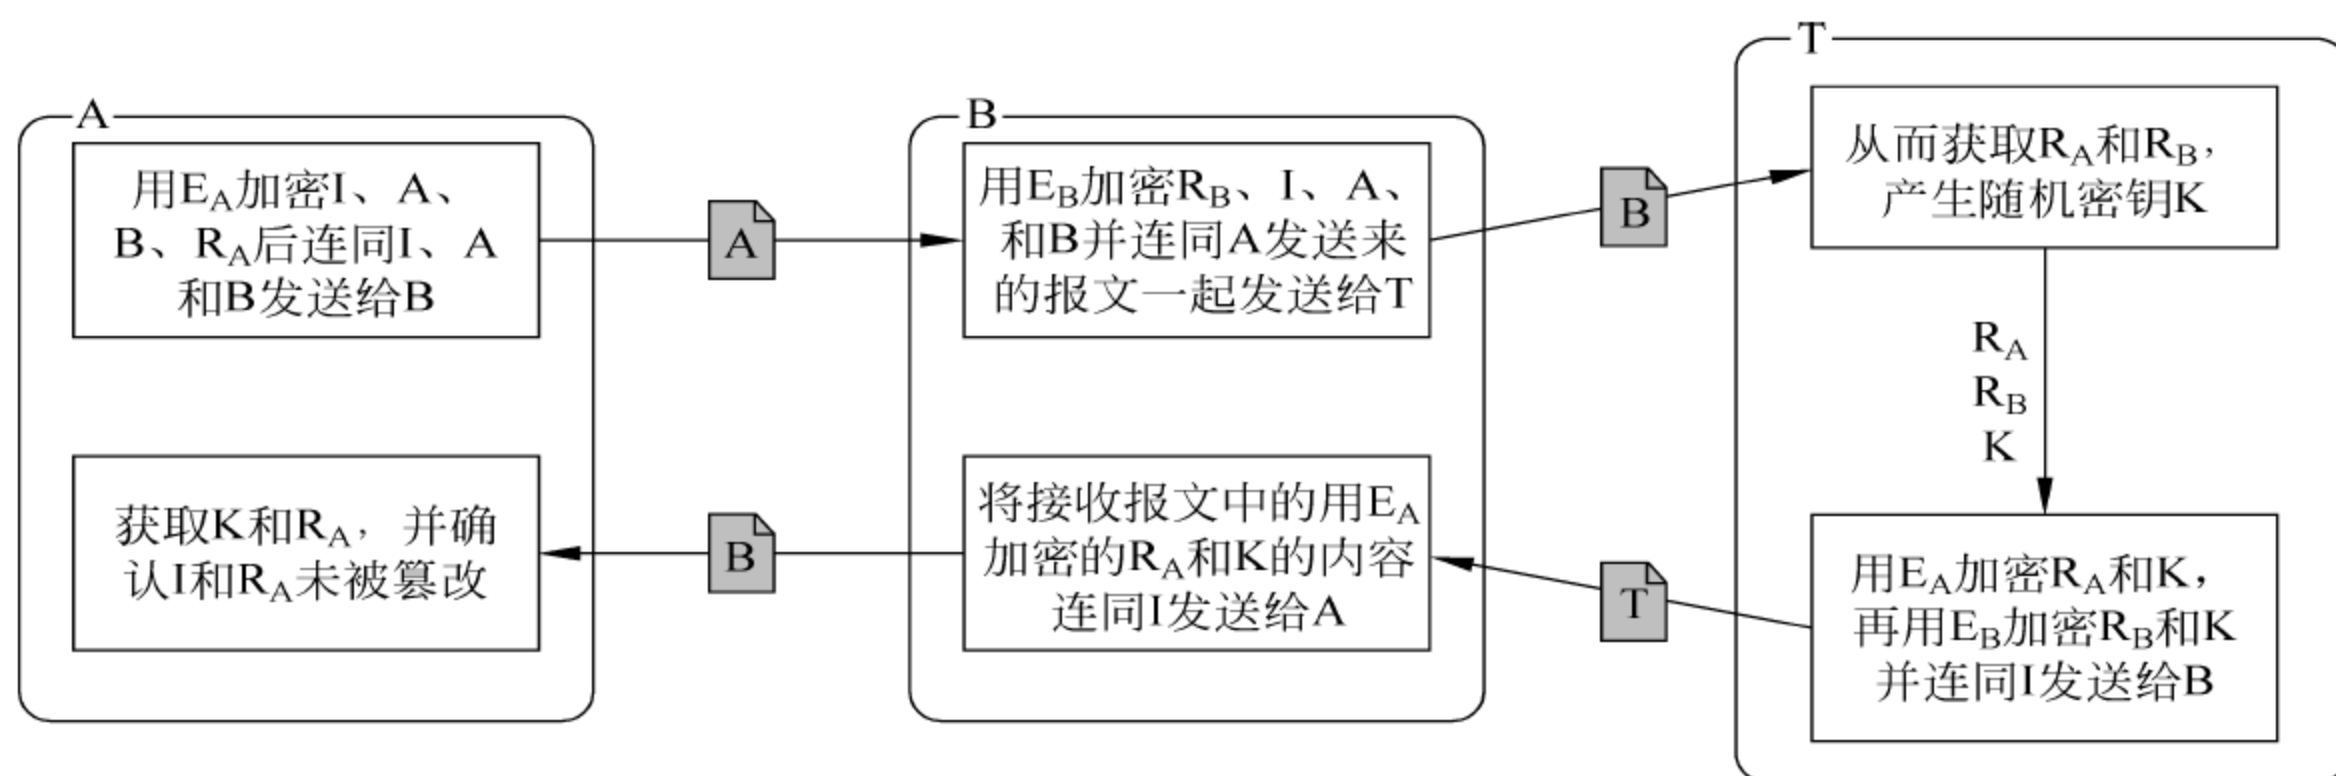 A
用EA加密I、A、
B、RA后连同I、A
和B发送给B
A
B
用EB加密RB、I、A、
和B并连同A发送来
的报文一起发送给T
B
T
从而获取RA和RB，
产生随机密钥K
RA
RB
K
用EA加密RA和K，
再用EB加密RB和K
并连同I发送给B
T
将接收报文中的用EA
加密的RA和K的内容
连同I发送给A
B
获取K和RA，并确
认I和RA未被篡改